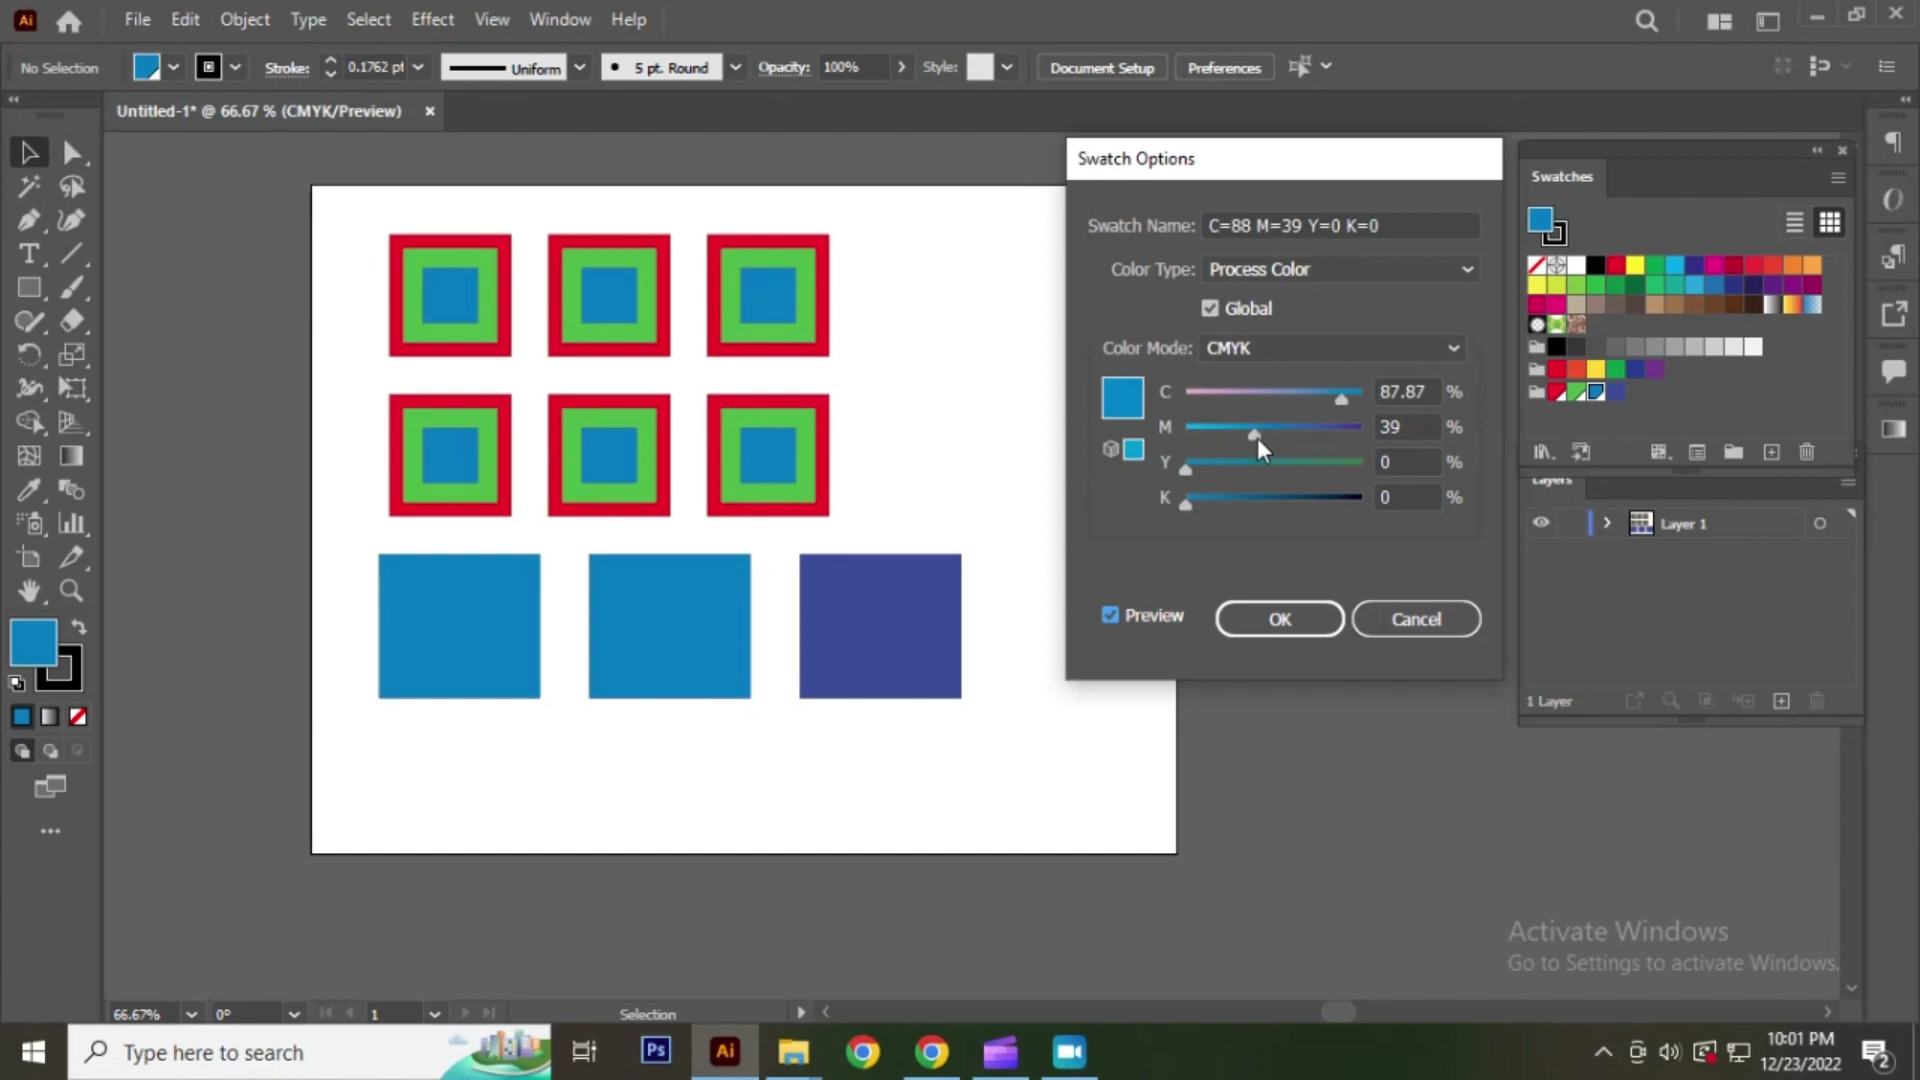 Ai File Edit Object Type Select Effect View Window Help
No Selection Stroke: 0.1762 pt Uniform 5 pt. Round Opacity: 100% Style: Document Setup Preferences
Untitled-1* @ 66.67 % (CMYK/Preview)
Swatch Options
Swatch Name: C=88 M=39 Y=0 K=0
Color Type: Process Color
Global
Color Mode: CMYK
C 87.87 %
M 39 %
Y 0 %
K 0 %
Preview OK Cancel
Swatches
Layers
Layer 1
1 Layer
Activate Windows
Go to Settings to activate Windows.
66.67% 0° 1 Selection
Type here to search
Ps
Ai
10:01 PM
12/23/2022
2